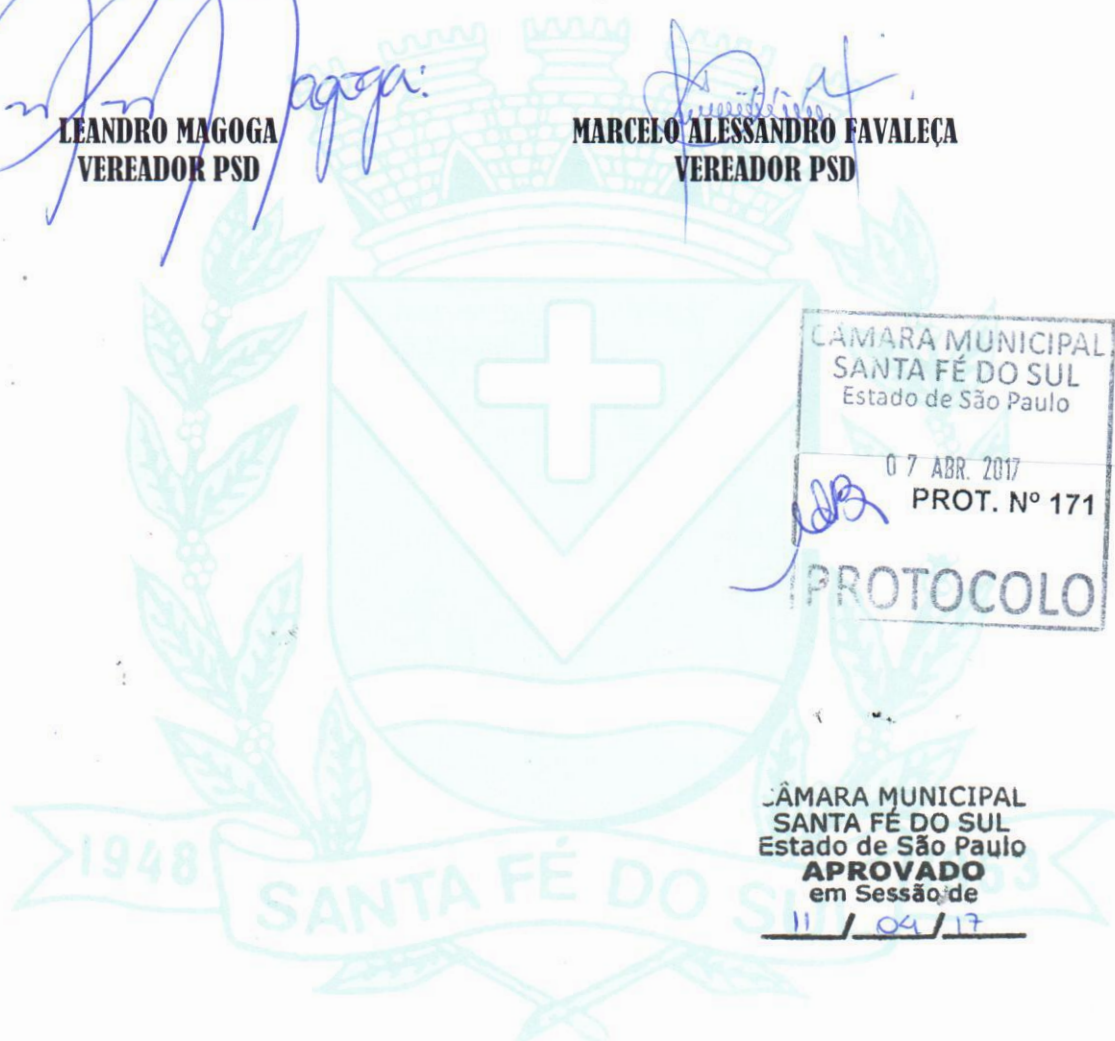 Magoga
LEANDRO MAGOGA
VEREADOR PSD
MARCELO ALESSANDRO FAVALEÇA
VEREADOR PSD
CÂMARA MUNICIPAL
SANTA FÉ DO SUL
Estado de São Paulo
07 ABR. 2017
PROT. Nº 171
PROTOCOLO
CÂMARA MUNICIPAL
SANTA FÉ DO SUL
Estado de São Paulo
APROVADO
em Sessão de
11 / 04 / 17
1948
SANTA FÉ DO SUL